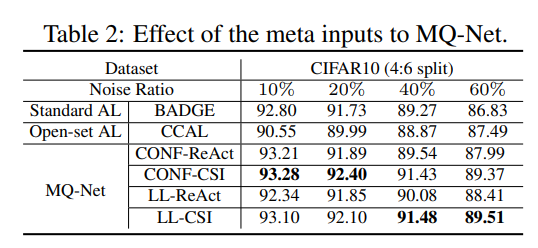 Table 2: Effect of the meta inputs to MQ-Net.
Dataset CIFAR10 (4:6 split)
Noise Ratio 10% 20% 40% 60%
Standard AL BADGE 92.80 91.73 89.27 86.83
Open-set AL CCAL 90.55 89.99 88.87 87.49
MQ-Net CONF-ReAct 93.21 91.89 89.54 87.99
CONF-CSI 93.28 92.40 91.43 89.37
LL-ReAct 92.34 91.85 90.08 88.41
LL-CSI 93.10 92.10 91.48 89.51